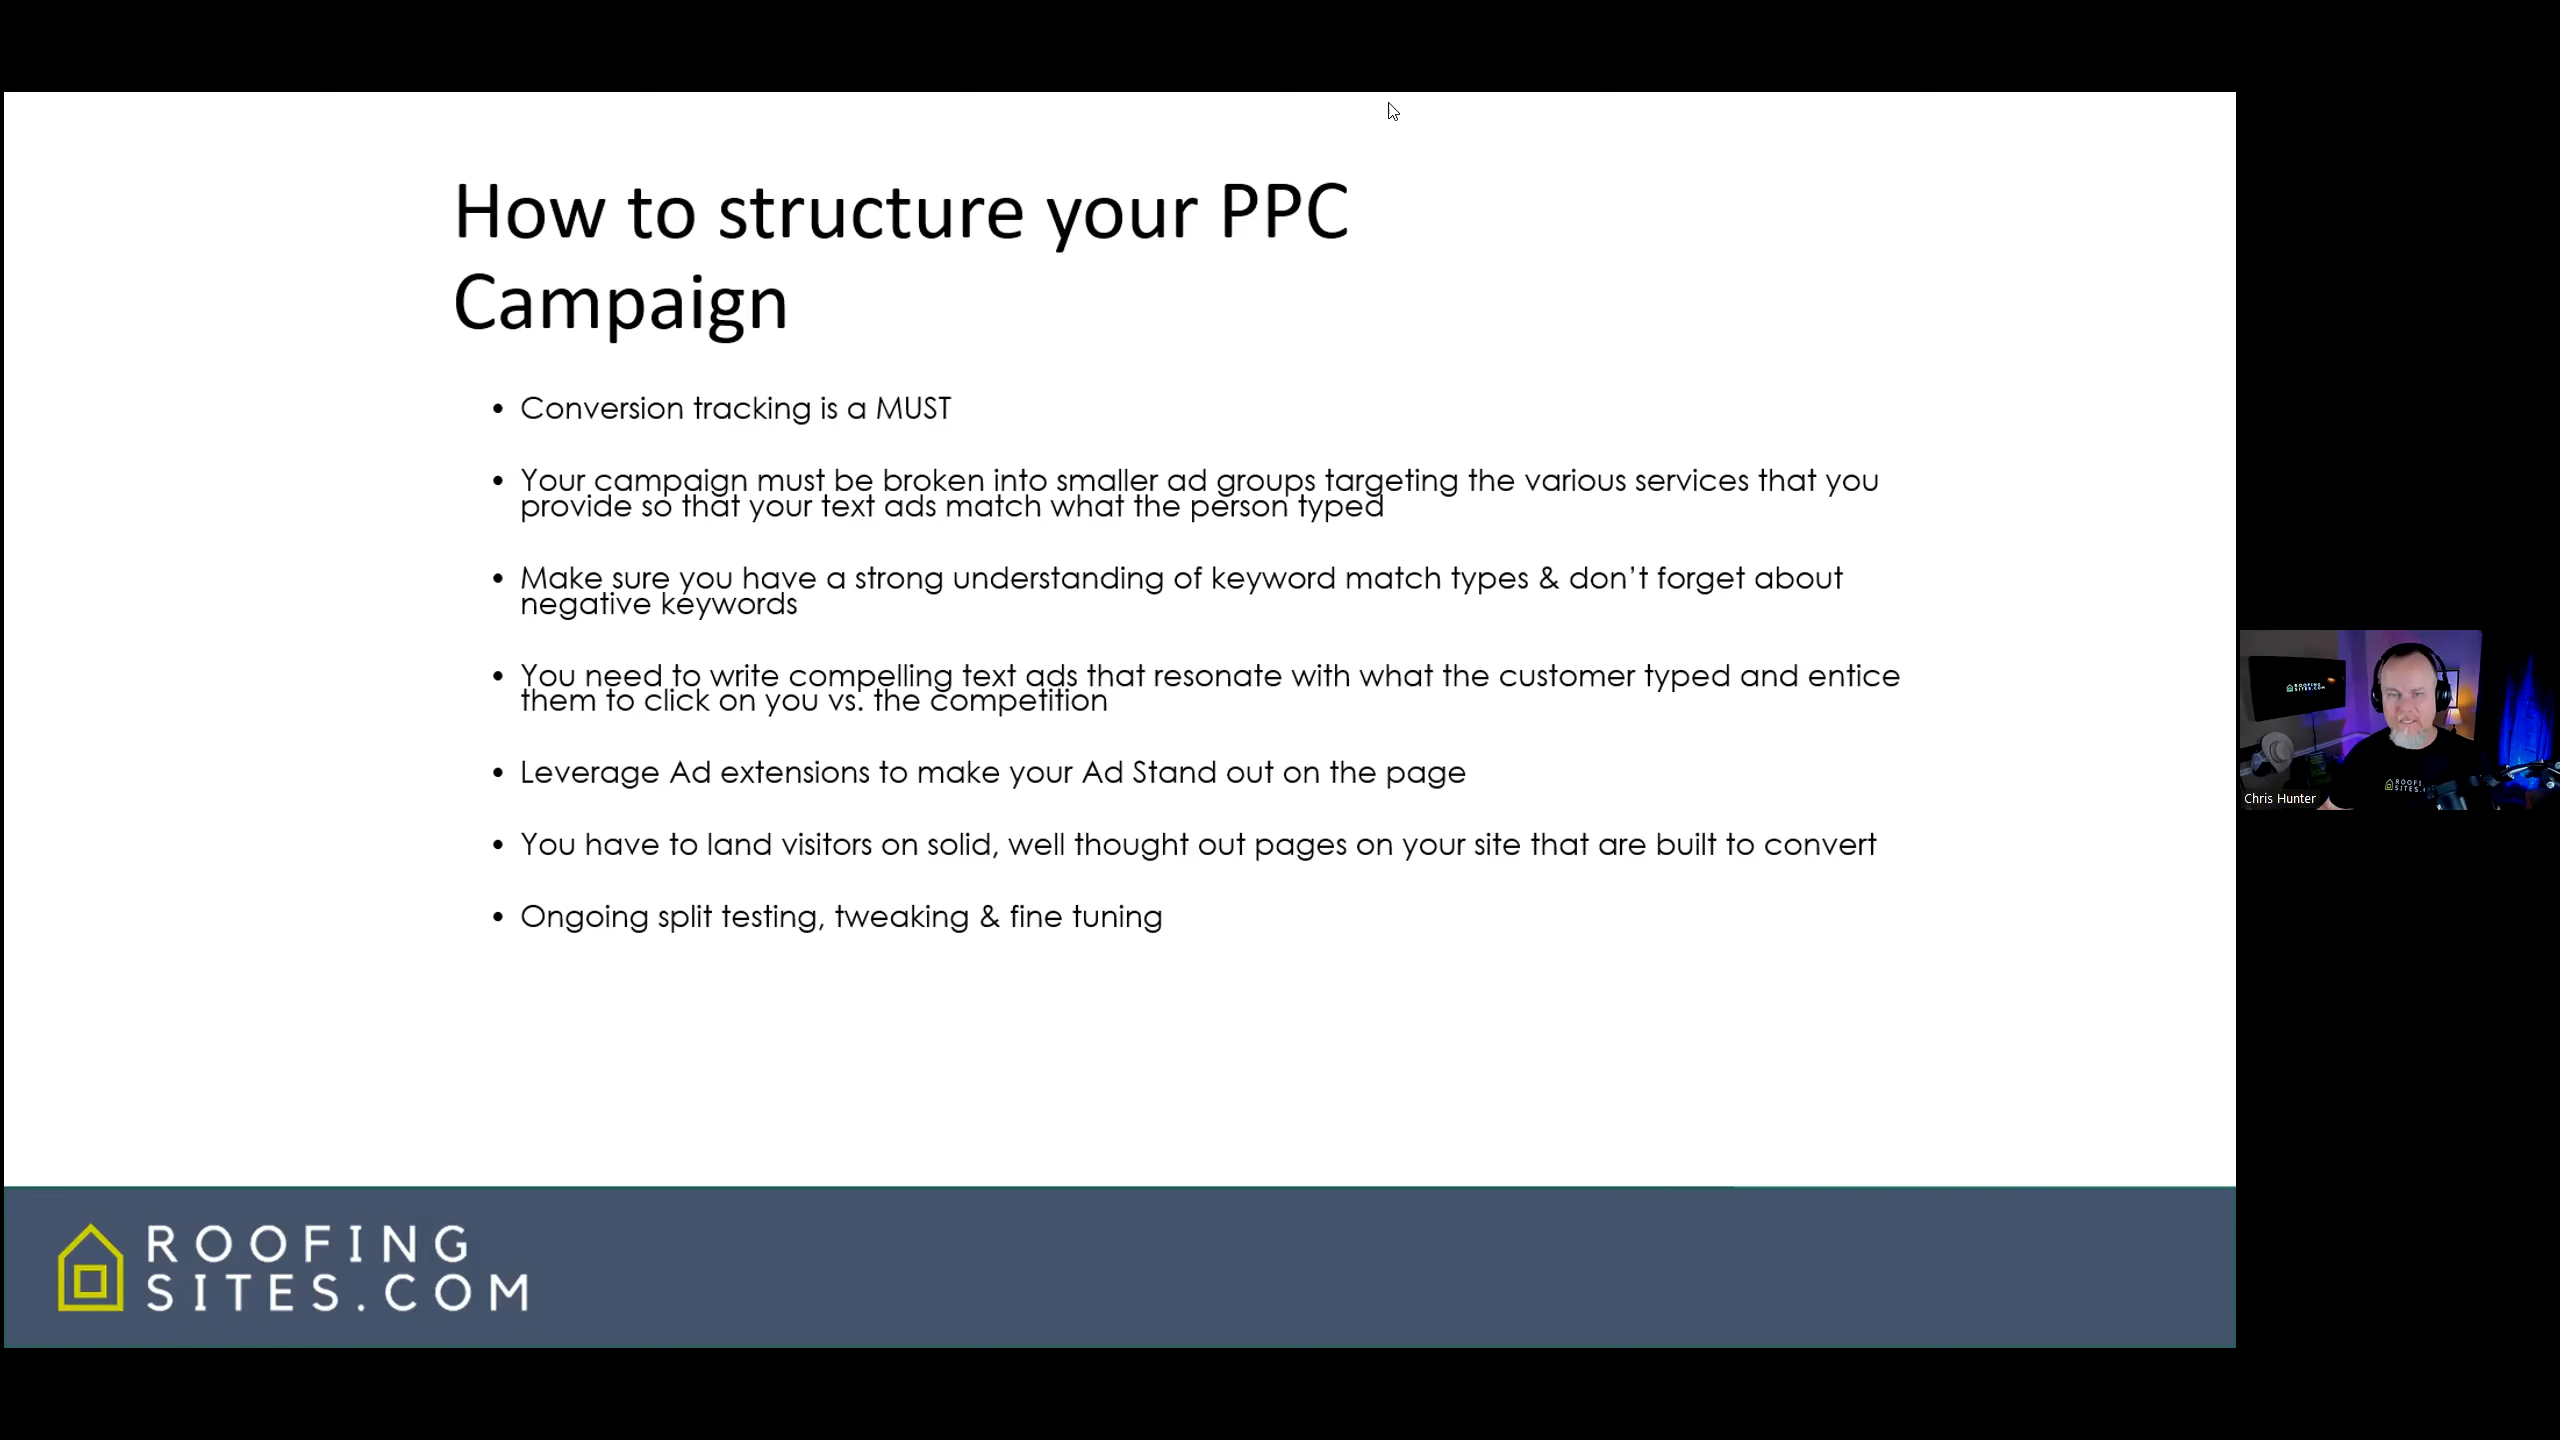 How to structure your PPC
Campaign
• Conversion tracking is a MUST
• Your campaign must be broken into smaller ad groups targeting the various services that you
provide so that your text ads match what the person typed
• Make sure you have a strong understanding of keyword match types & don’t forget about
negative keywords
• You need to write compelling text ads that resonate with what the customer typed and entice
them to click on you vs. the competition
• Leverage Ad extensions to make your Ad Stand out on the page
• You have to land visitors on solid, well thought out pages on your site that are built to convert
• Ongoing split testing, tweaking & fine tuning
ROOFING
SITES.COM
ROOFING
SITES.COM
Chris Hunter